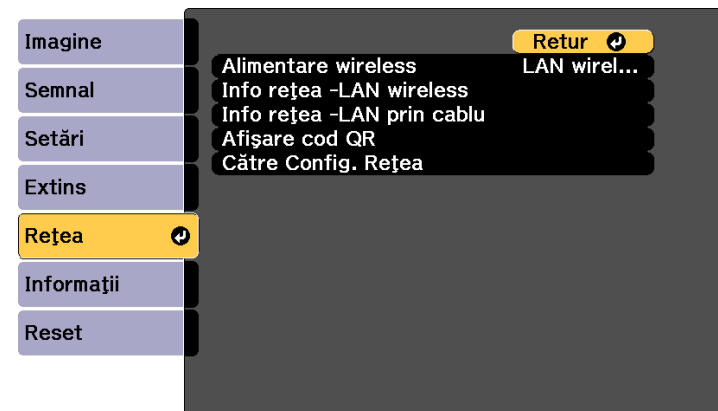 Imagine
Semnal
Setări
Extins
Reţea
Informaţii
Reset
Retur
Alimentare wireless LAN wirel...
Info reţea -LAN wireless
Info reţea -LAN prin cablu
Afişare cod QR
Către Config. Reţea